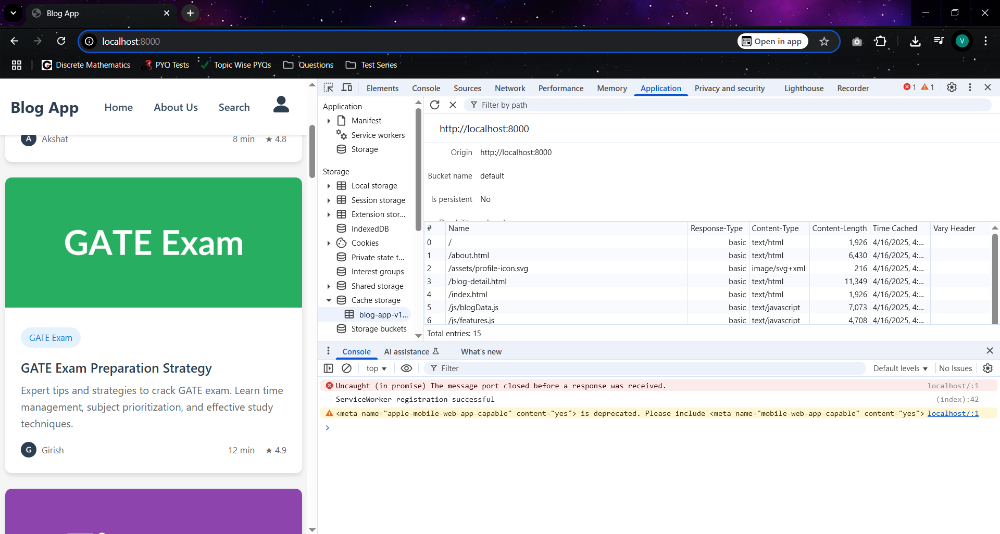 Blog App
localhost:8000
Open in app
V
Discrete Mathematics
PYQ Tests
Topic Wise PYQs
Questions
Test Series
Blog App
Home
About Us
Search
A
Akshat
8 min
★ 4.8
GATE Exam
GATE Exam
GATE Exam Preparation Strategy
Expert tips and strategies to crack GATE exam. Learn time
management, subject prioritization, and effective study
techniques.
G
Girish
12 min
★ 4.9
Elements
Console
Sources
Network
Performance
Memory
Application
Privacy and security
Lighthouse
Recorder
1
1
Application
Manifest
Service workers
Storage
Storage
Local storage
Session storage
Extension stor...
IndexedDB
Cookies
Private state t...
Interest groups
Shared storage
Cache storage
blog-app-v1...
Storage buckets
Filter by path
http://localhost:8000
Origin http://localhost:8000
Bucket name default
Is persistent No
# Name Response-Type Content-Type Content-Length Time Cached Vary Header
0 / basic text/html 1,926 4/16/2025, 4:...
1 /about.html basic text/html 6,430 4/16/2025, 4:...
2 /assets/profile-icon.svg basic image/svg+xml 216 4/16/2025, 4:...
3 /blog-detail.html basic text/html 11,349 4/16/2025, 4:...
4 /index.html basic text/html 1,926 4/16/2025, 4:...
5 /js/blogData.js basic text/javascript 7,073 4/16/2025, 4:...
6 /js/features.js basic text/javascript 4,708 4/16/2025, 4:...
Total entries: 15
Console
AI assistance
What's new
top
Filter
Default levels
No Issues
Uncaught (in promise) The message port closed before a response was received. localhost/:1
ServiceWorker registration successful (index):42
<meta name="apple-mobile-web-app-capable" content="yes"> is deprecated. Please include <meta name="mobile-web-app-capable" content="yes"> localhost/:1